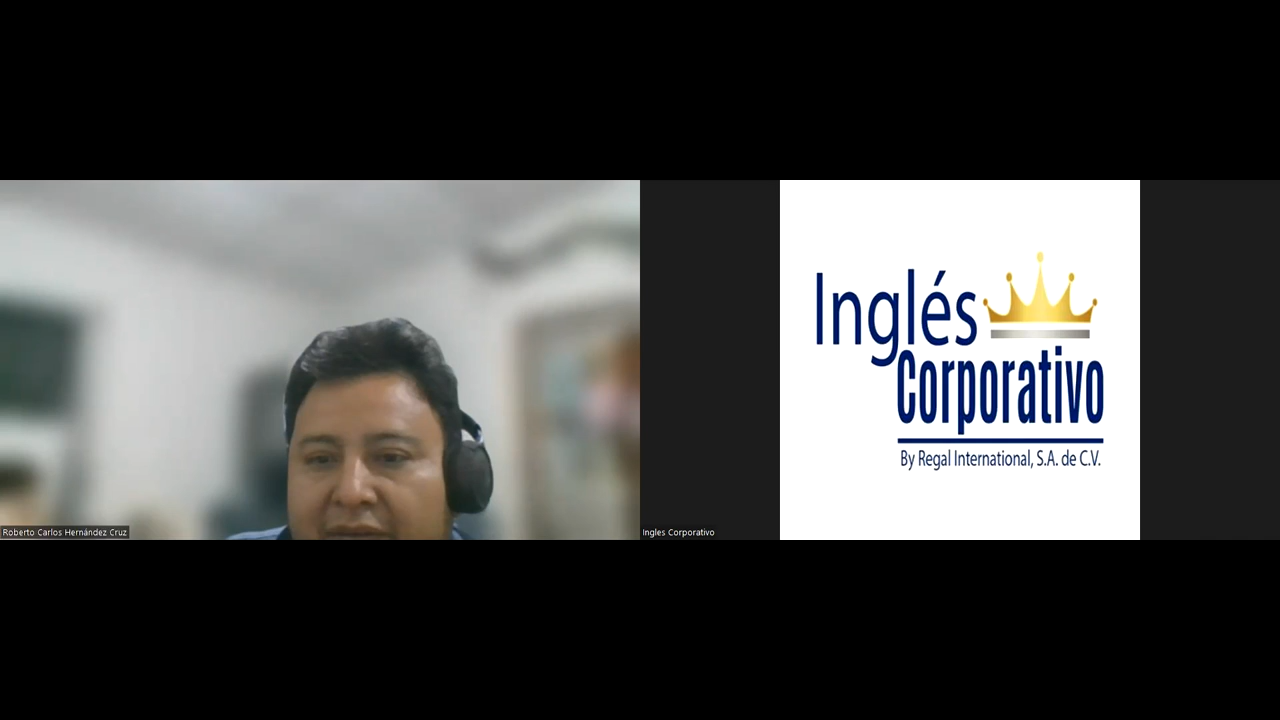 Inglés
Corporativo
By Regal International, S.A. de C.V.
Roberto Carlos Hernández Cruz
Ingles Corporativo